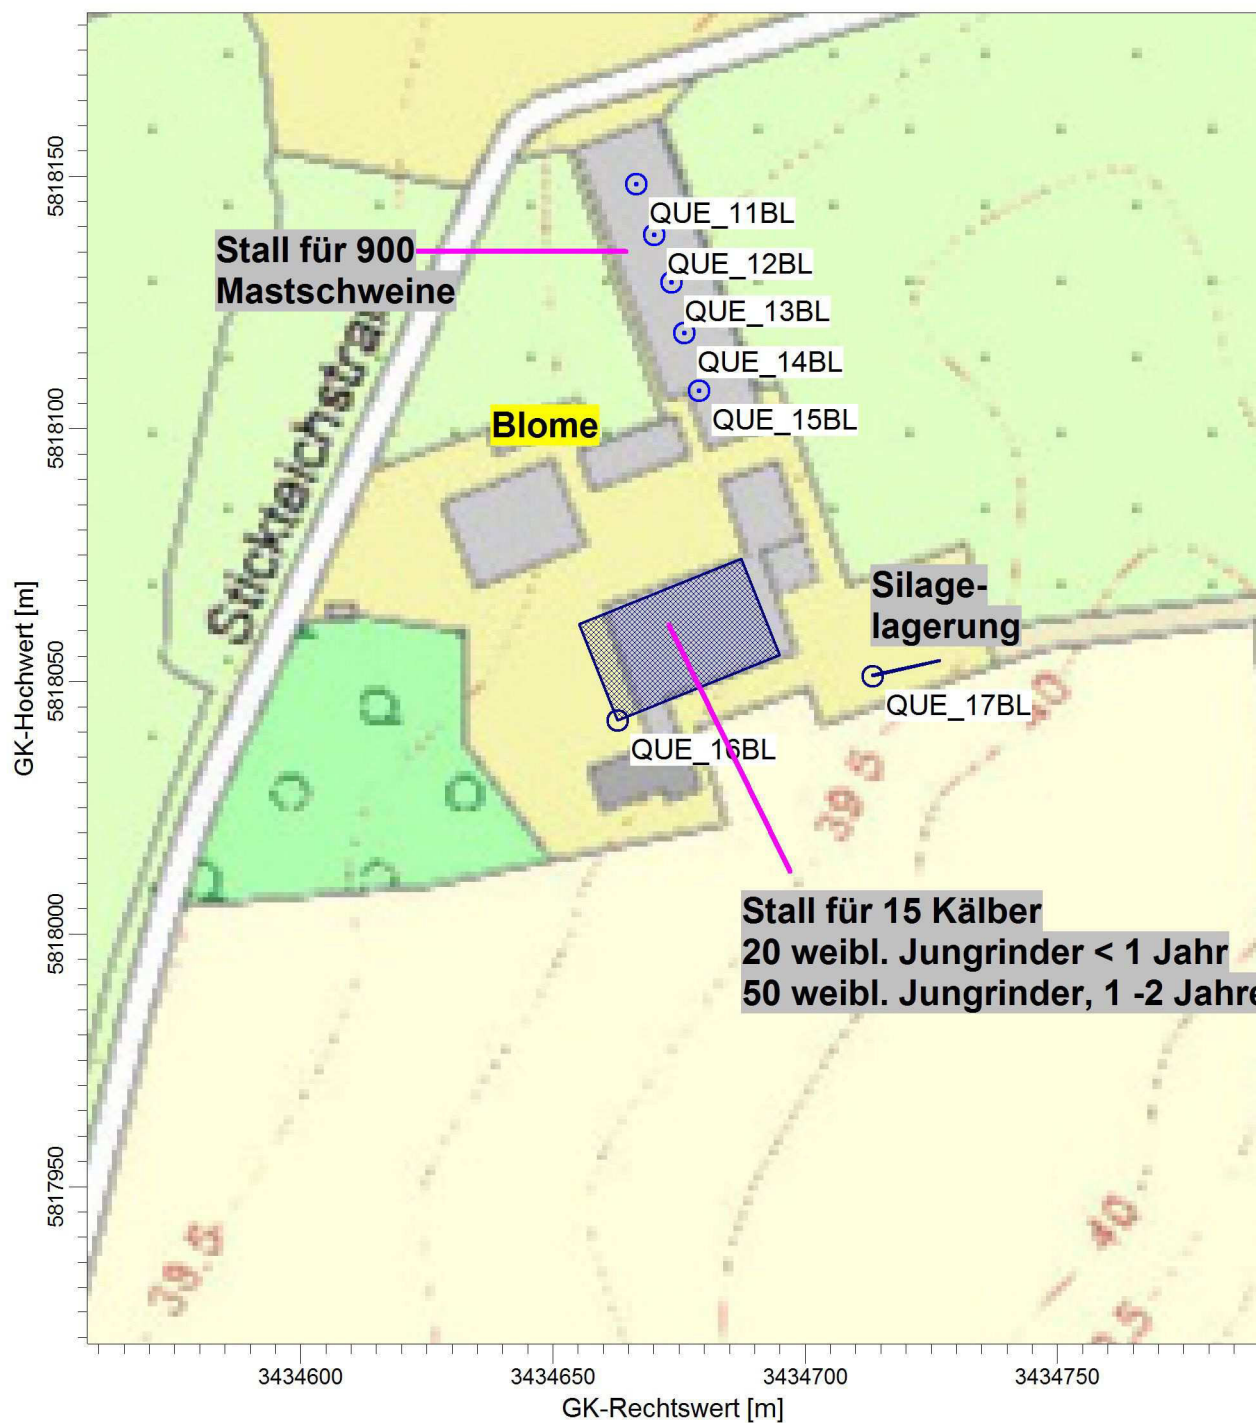 5818150
5818100
5818050
5818000
5817950
GK-Hochwert [m]
QUE_11BL
Stall für 900
Mastschweine
QUE_12BL
QUE_13BL
QUE_14BL
QUE_15BL
Blome
Stickteichstraß
Silage-
lagerung
QUE_17BL
QUE_16BL
40
39 5
Stall für 15 Kälber
20 weibl. Jungrinder < 1 Jahr
50 weibl. Jungrinder, 1 -2 Jahre
40
39.5
3434600
3434650
3434700
3434750
GK-Rechtswert [m]